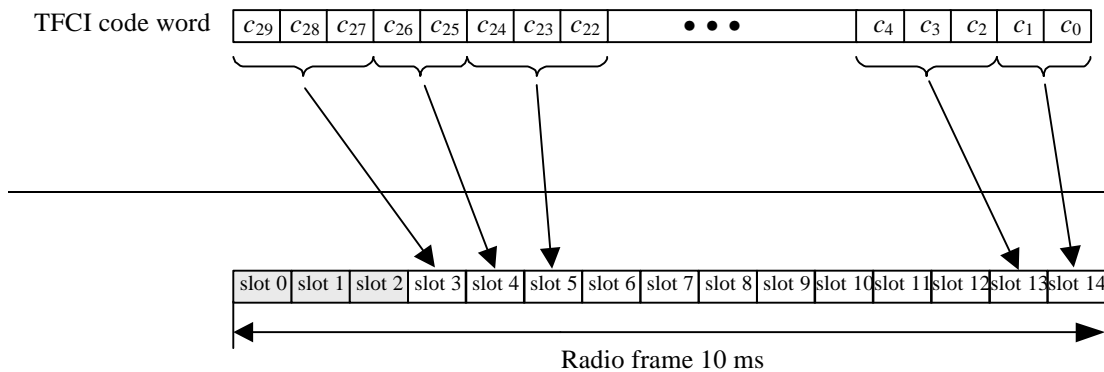 TFCI code word c29 c28 c27 c26 c25 c24 c23 c22 • • • c4 c3 c2 c1 c0
slot 0 slot 1 slot 2 slot 3 slot 4 slot 5 slot 6 slot 7 slot 8 slot 9 slot 10 slot 11 slot 12 slot 13 slot 14
Radio frame 10 ms